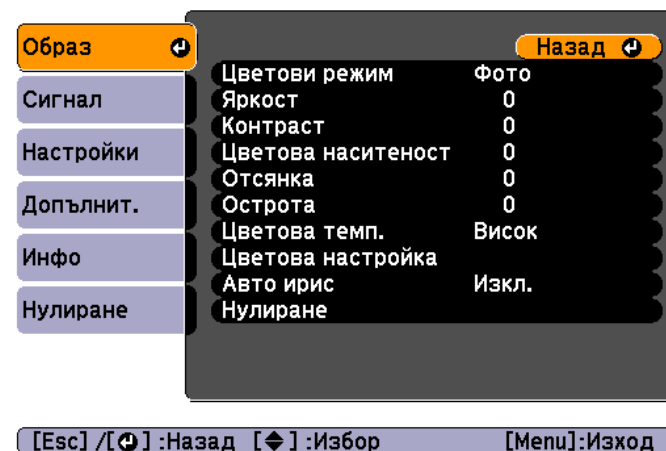 Образ
Сигнал
Настройки
Допълнит.
Инфо
Нулиране
Назад
Цветови режим Фото
Яркост 0
Контраст 0
Цветова наситеност 0
Отсянка 0
Острота 0
Цветова темп. Висок
Цветова настройка
Авто ирис Изкл.
Нулиране
[Esc] /[ ] :Назад [ ] :Избор [Menu]:Изход